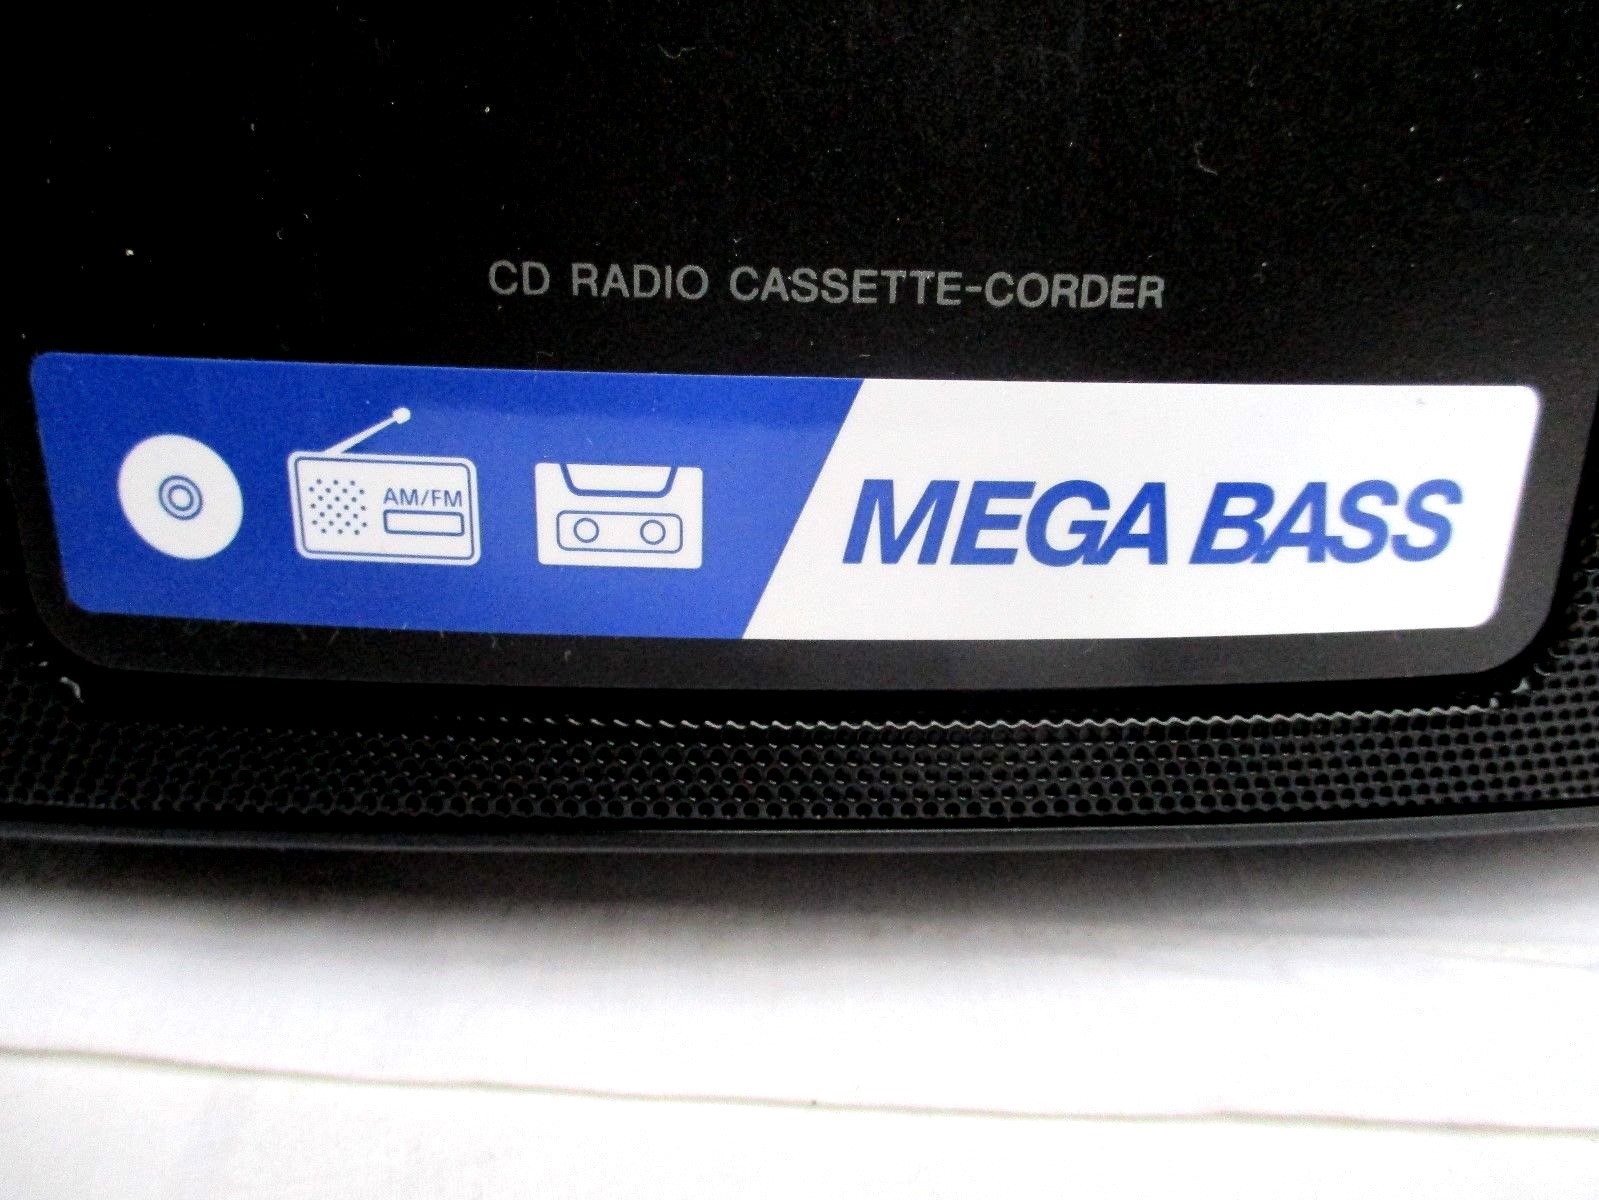 CD RADIO CASSETTE-CORDER
AM/FM
MEGA BASS